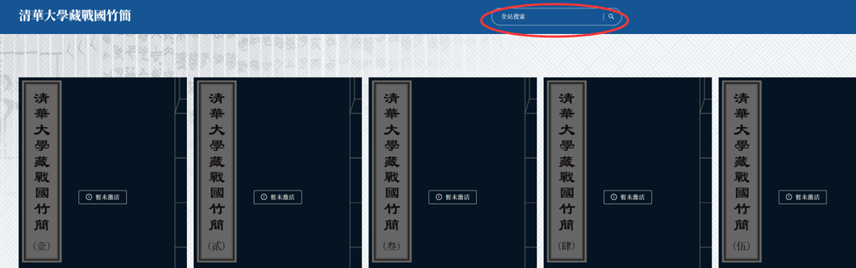 清華大學藏戰國竹簡
全站搜索
清華大學藏戰國竹簡（壹）
暫未激活
清華大學藏戰國竹簡（貳）
暫未激活
清華大學藏戰國竹簡（叁）
暫未激活
清華大學藏戰國竹簡（肆）
暫未激活
清華大學藏戰國竹簡（伍）
暫未激活